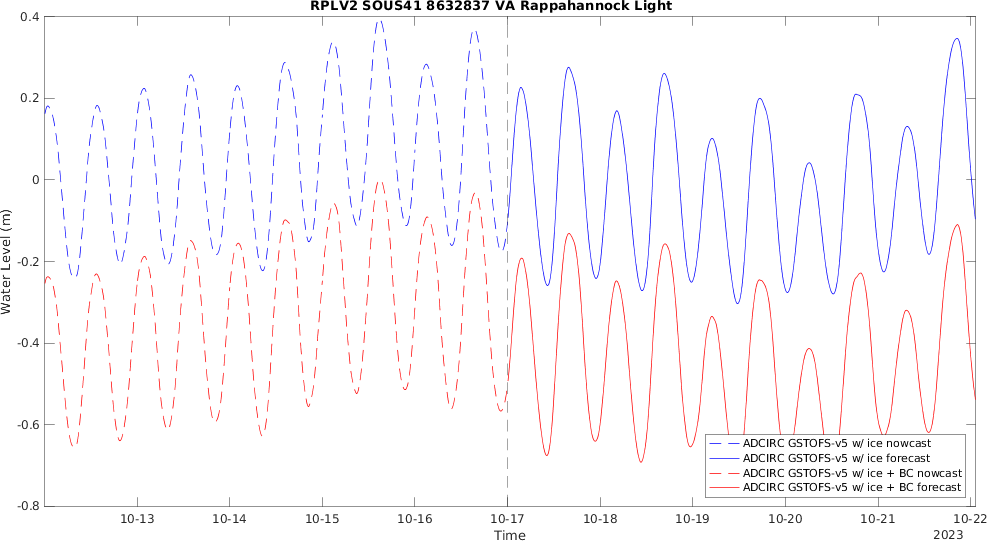 RPLV2 SOUS41 8632837 VA Rappahannock Light
0.4
0.2
0
-0.2
-0.4
-0.6
-0.8
Water Level (m)
ADCIRC GSTOFS-v5 w/ ice nowcast
ADCIRC GSTOFS-v5 w/ ice forecast
ADCIRC GSTOFS-v5 w/ ice + BC nowcast
ADCIRC GSTOFS-v5 w/ ice + BC forecast
10-13 10-14 10-15 10-16 10-17 10-18 10-19 10-20 10-21 10-22
Time
2023